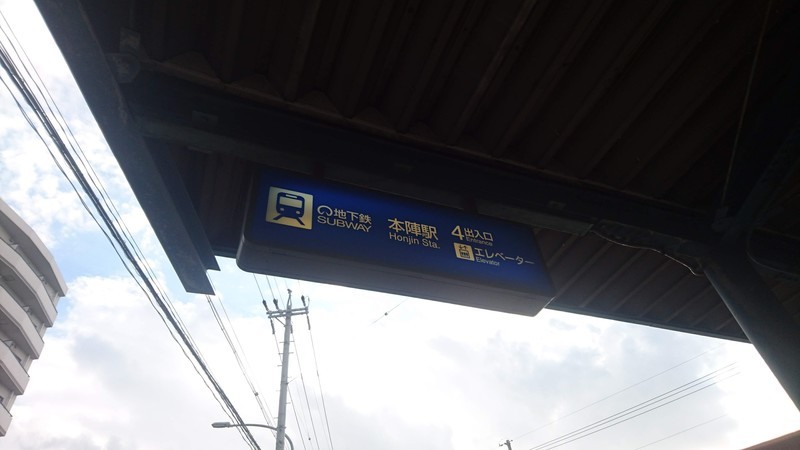 地下鉄
SUBWAY
本陣駅
Honjin Sta.
4出入口
Entrance
エレベーター
Elevator